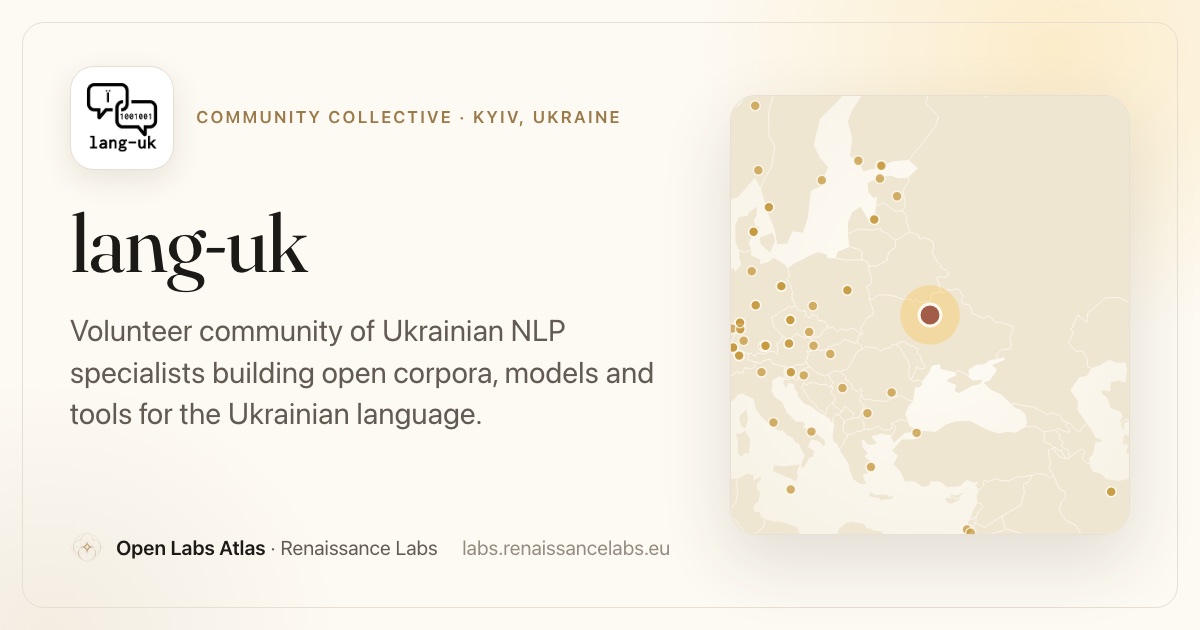 ї
1001001
lang-uk
COMMUNITY COLLECTIVE · KYIV, UKRAINE
lang-uk
Volunteer community of Ukrainian NLP
specialists building open corpora, models and
tools for the Ukrainian language.
Open Labs Atlas · Renaissance Labs labs.renaissancelabs.eu